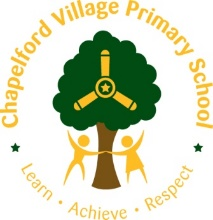 Chapelford Village Primary School
Learn · Achieve · Respect